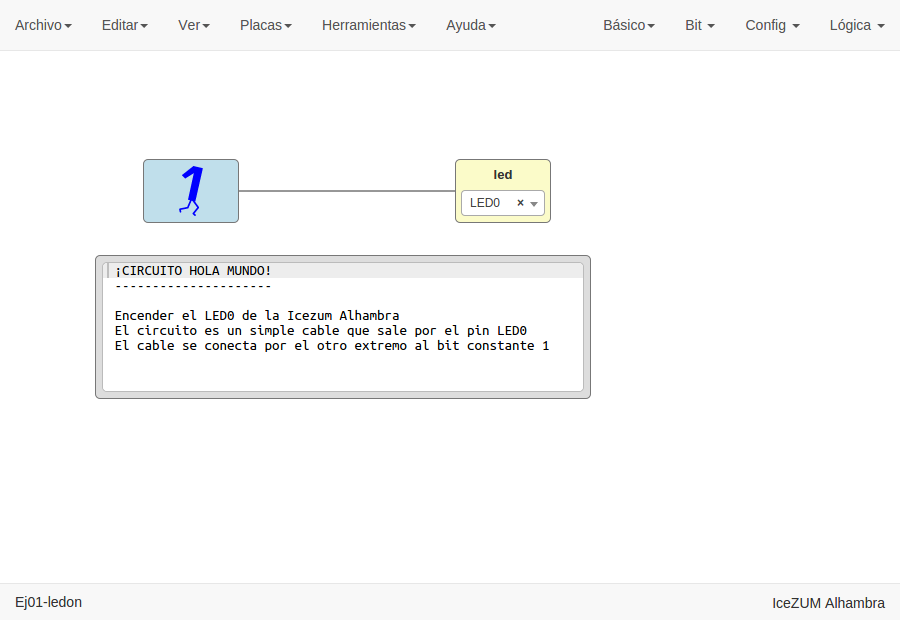 Archivo Editar Ver Placas Herramientas Ayuda Básico Bit Config Lógica
1
led
LED0 ×
¡CIRCUITO HOLA MUNDO!
---------------------
Encender el LED0 de la Icezum Alhambra
El circuito es un simple cable que sale por el pin LED0
El cable se conecta por el otro extremo al bit constante 1
Ej01-ledon IceZUM Alhambra